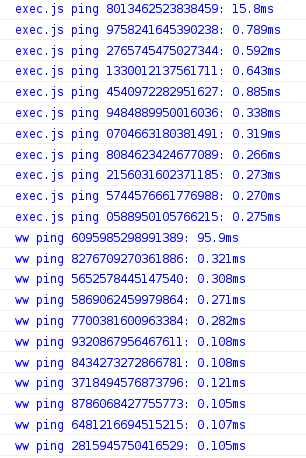 exec.js ping 8013462523838459: 15.8ms
exec.js ping 9758241645390238: 0.789ms
exec.js ping 2765745475027344: 0.592ms
exec.js ping 1330012137561711: 0.643ms
exec.js ping 4540972282951627: 0.885ms
exec.js ping 9484889950016036: 0.338ms
exec.js ping 0704663180381491: 0.319ms
exec.js ping 8084623424677089: 0.266ms
exec.js ping 2156031602371185: 0.273ms
exec.js ping 5744576661776988: 0.270ms
exec.js ping 0588950105766215: 0.275ms
ww ping 6095985298991389: 95.9ms
ww ping 8276709270361886: 0.321ms
ww ping 5652578445147540: 0.308ms
ww ping 5869062459979864: 0.271ms
ww ping 7700381600963384: 0.282ms
ww ping 9320867956467611: 0.108ms
ww ping 8434273272866781: 0.108ms
ww ping 3718494576873796: 0.121ms
ww ping 8786068427755773: 0.105ms
ww ping 6481216694515215: 0.107ms
ww ping 2815945750416529: 0.105ms